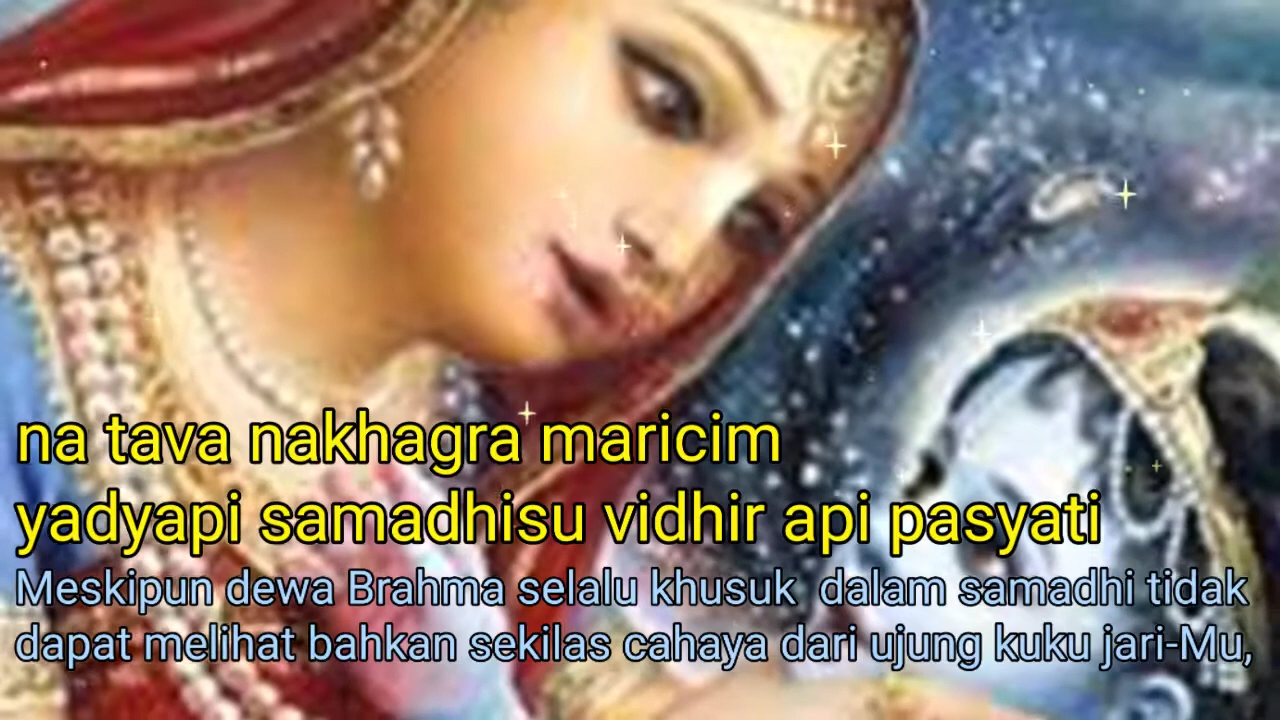 na tava nakhagra maricim
yadyapi samadhisu vidhir api pasyati
Meskipun dewa Brahma selalu khusuk  dalam samadhi tidak
dapat melihat bahkan sekilas cahaya dari ujung kuku jari-Mu,